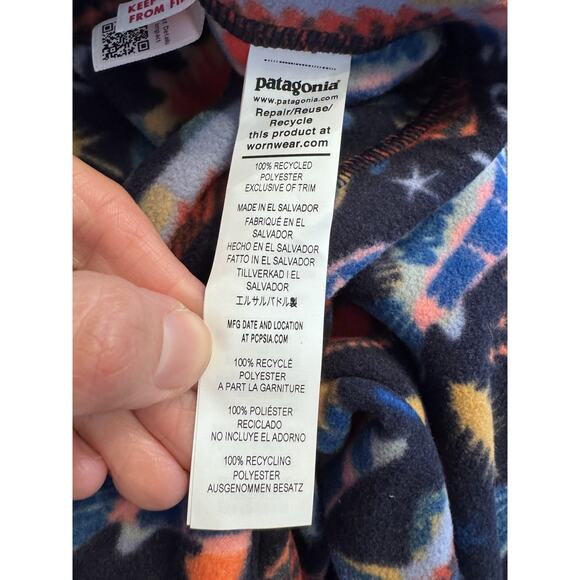 KEEP
FROM FI
patagonia®
www.patagonia.com
Repair/Reuse/
Recycle
this product at
wornwear.com
100% RECYCLED
POLYESTER
EXCLUSIVE OF TRIM
MADE IN EL SALVADOR
FABRIQUÉ EN EL
SALVADOR
HECHO EN EL SALVADOR
FATTO IN EL SALVADOR
TILLVERKAD I EL
SALVADOR
エルサルバドル製
MFG DATE AND LOCATION
AT PCPSIA.COM
100% RECYCLÉ
POLYESTER
A PART LA GARNITURE
100% POLIÉSTER
RECICLADO
NO INCLUYE EL ADORNO
100% RECYCLING
POLYESTER
AUSGENOMMEN BESATZ